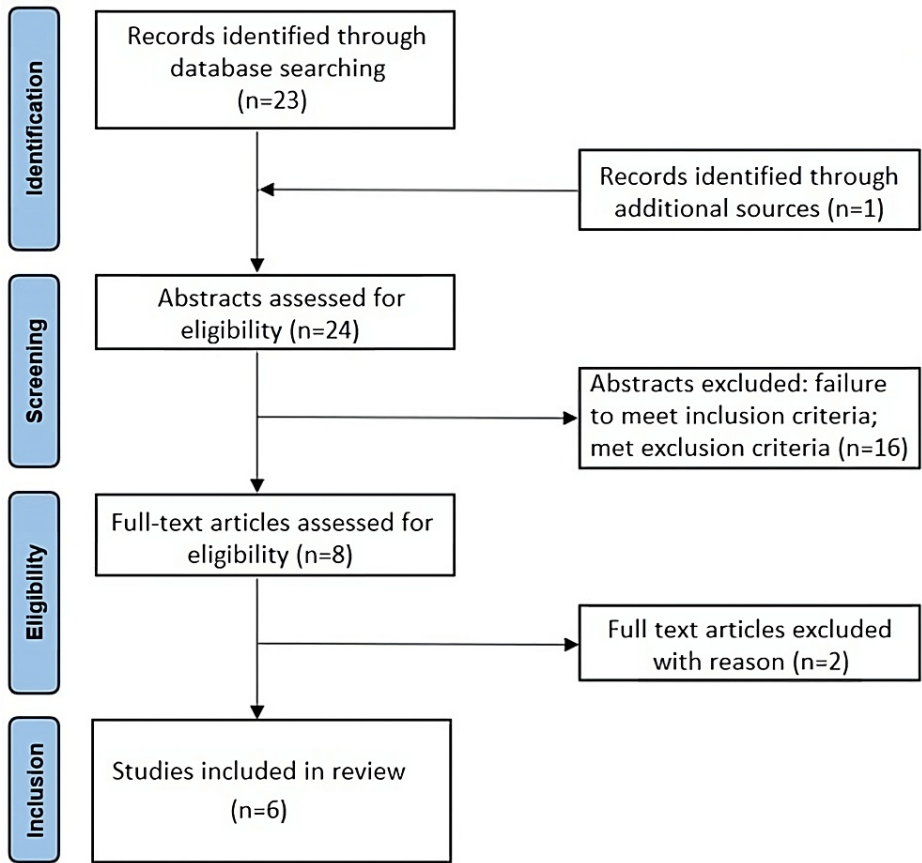 Identification
Records identified through
database searching
(n=23)
Records identified through
additional sources (n=1)
Screening
Abstracts assessed for
eligibility (n=24)
Abstracts excluded: failure
to meet inclusion criteria;
met exclusion criteria (n=16)
Eligibility
Full-text articles assessed for
eligibility (n=8)
Full text articles excluded
with reason (n=2)
Inclusion
Studies included in review
(n=6)